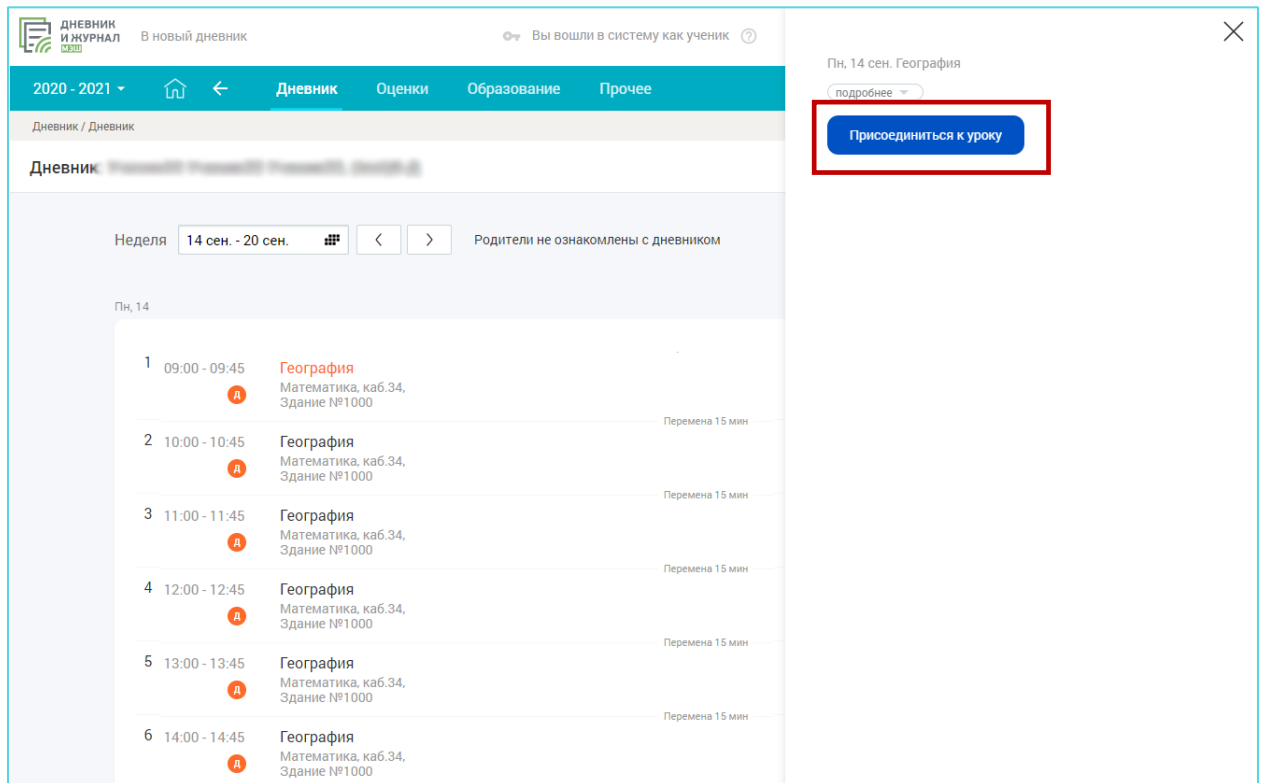 ДНЕВНИК
И ЖУРНАЛ
МЭШ
В новый дневник
Вы вошли в систему как ученик ?
2020 - 2021
Дневник
Оценки
Образование
Прочее
Дневник / Дневник
Дневник:
Неделя
14 сен. - 20 сен.
Родители не ознакомлены с дневником
Пн, 14
1 09:00 - 09:45 География
Д Математика, каб.34,
Здание №1000
Перемена 15 мин
2 10:00 - 10:45 География
Д Математика, каб.34,
Здание №1000
Перемена 15 мин
3 11:00 - 11:45 География
Д Математика, каб.34,
Здание №1000
Перемена 15 мин
4 12:00 - 12:45 География
Д Математика, каб.34,
Здание №1000
Перемена 15 мин
5 13:00 - 13:45 География
Д Математика, каб.34,
Здание №1000
Перемена 15 мин
6 14:00 - 14:45 География
Д Математика, каб.34,
Здание №1000
Пн, 14 сен. География
подробнее
Присоединиться к уроку